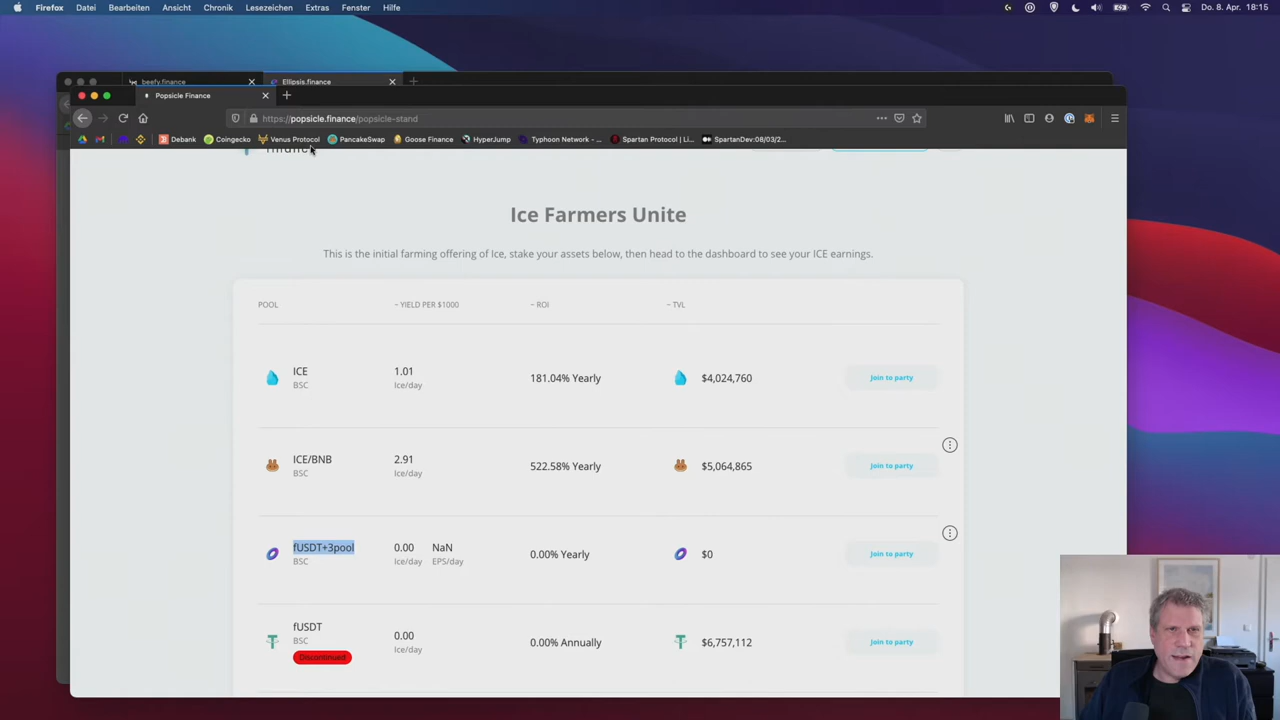 Firefox Datei Bearbeiten Ansicht Chronik Lesezeichen Extras Fenster Hilfe Do. 8. Apr. 18:15
beefy.finance Ellipsis.finance
Popsicle Finance
https://popsicle.finance/popsicle-stand
Debank Coingecko Venus Protocol PancakeSwap Goose Finance HyperJump Typhoon Network - ... Spartan Protocol | Li... SpartanDev:08/03/2...
Ice Farmers Unite
This is the initial farming offering of Ice, stake your assets below, then head to the dashboard to see your ICE earnings.
POOL ~ YIELD PER $1000 ~ ROI ~ TVL
ICE 1.01 181.04% Yearly $4,024,760 Join to party
BSC Ice/day
ICE/BNB 2.91 522.58% Yearly $5,064,865 Join to party
BSC Ice/day
fUSDT+3pool 0.00 NaN 0.00% Yearly $0 Join to party
BSC Ice/day EPS/day
fUSDT 0.00 0.00% Annually $6,757,112 Join to party
BSC Ice/day
Discontinued